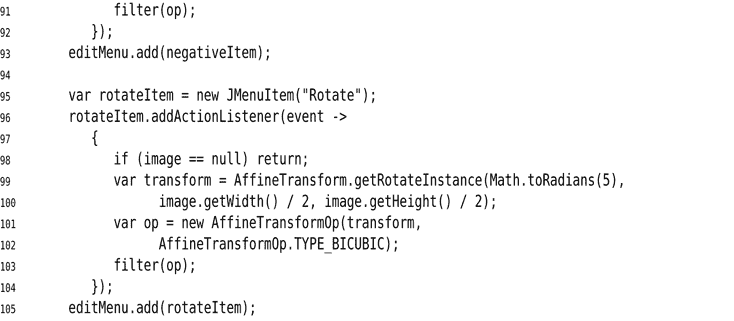 91 filter(op);
92 });
93 editMenu.add(negativeItem);
94
95 var rotateItem = new JMenuItem("Rotate");
96 rotateItem.addActionListener(event ->
97 {
98 if (image == null) return;
99 var transform = AffineTransform.getRotateInstance(Math.toRadians(5),
100 image.getWidth() / 2, image.getHeight() / 2);
101 var op = new AffineTransformOp(transform,
102 AffineTransformOp.TYPE_BICUBIC);
103 filter(op);
104 });
105 editMenu.add(rotateItem);